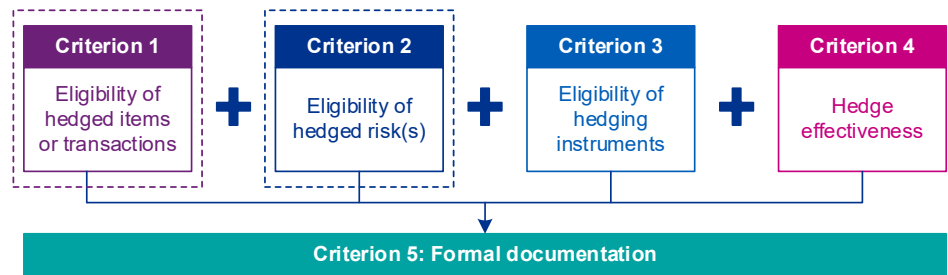 Criterion 1
Eligibility of
hedged items
or transactions
Criterion 2
Eligibility of
hedged risk(s)
Criterion 3
Eligibility of
hedging
instruments
Criterion 4
Hedge
effectiveness
Criterion 5: Formal documentation